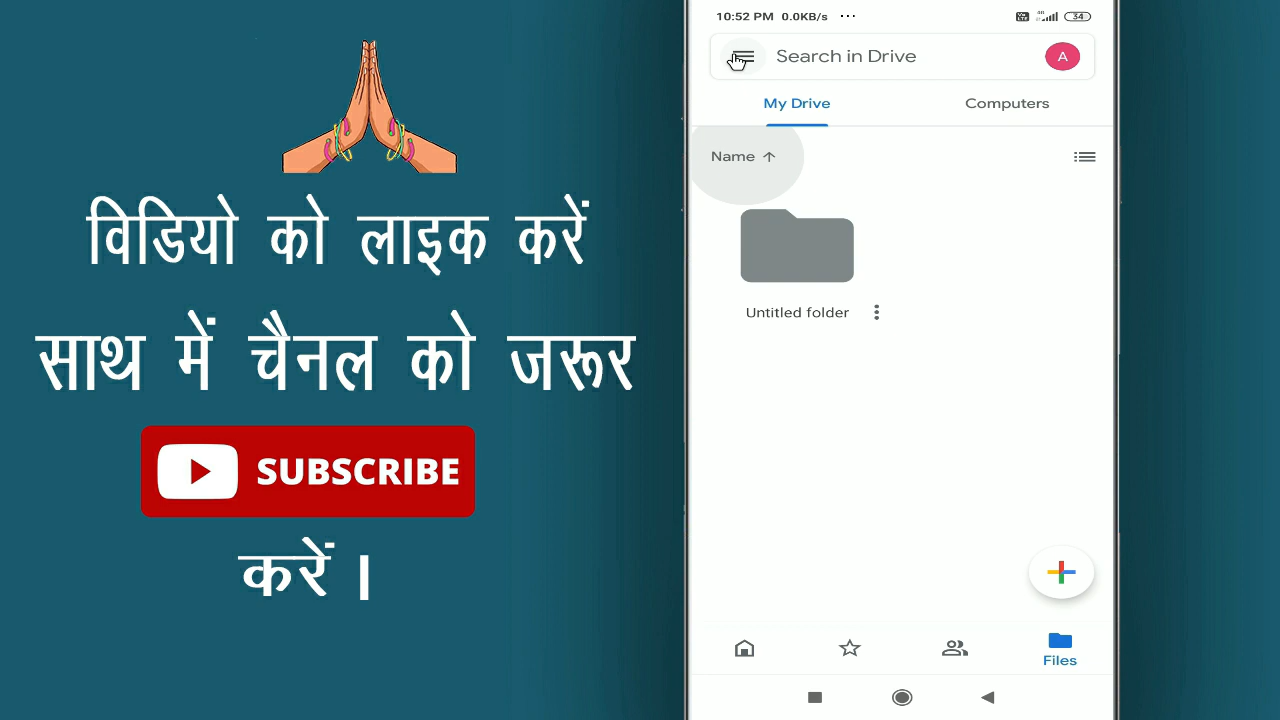 विडियो को लाइक करें
साथ में चैनल को जरूर
SUBSCRIBE
करें ।
10:52 PM 0.0KB/s ... 4G 34
Search in Drive A
My Drive Computers
Name
Untitled folder
Files